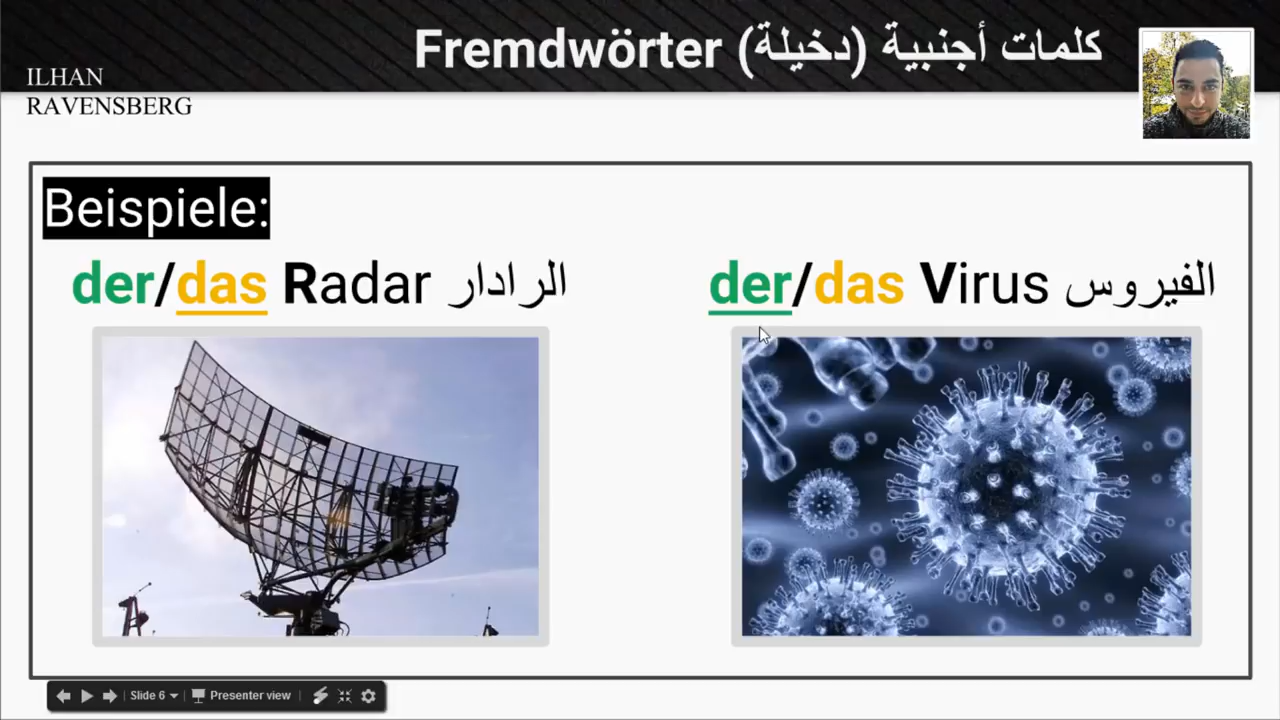 كلمات أجنبية (دخيلة) Fremdwörter
ILHAN
RAVENSBERG
Beispiele:
der/das Radar الرادار
der/das Virus الفيروس
Slide 6
Presenter view